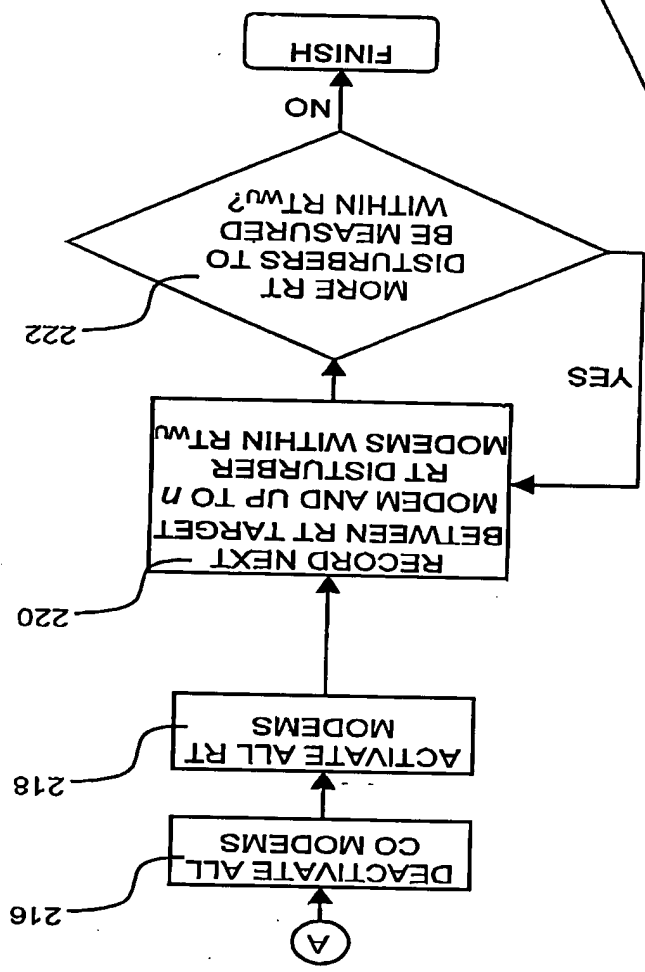 A
DEACTIVATE ALL
CO MODEMS
216
ACTIVATE ALL RT
MODEMS
218
RECORD NEXT
BETWEEN RT TARGET
MODEM AND UP TO n
RT DISTURBER
MODEMS WITHIN RTWU
220
MORE RT
DISTURBERS TO
BE MEASURED
WITHIN RTWU?
222
YES
NO
FINISH